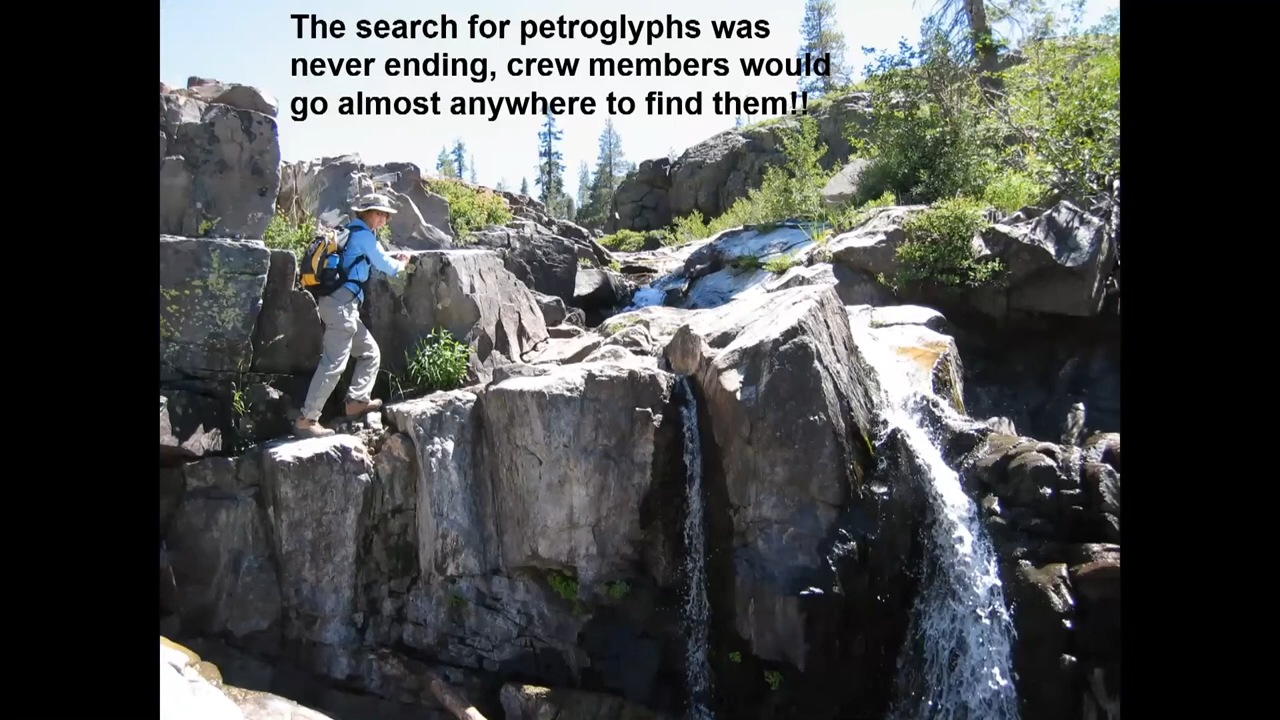 The search for petroglyphs was
never ending, crew members would
go almost anywhere to find them!!